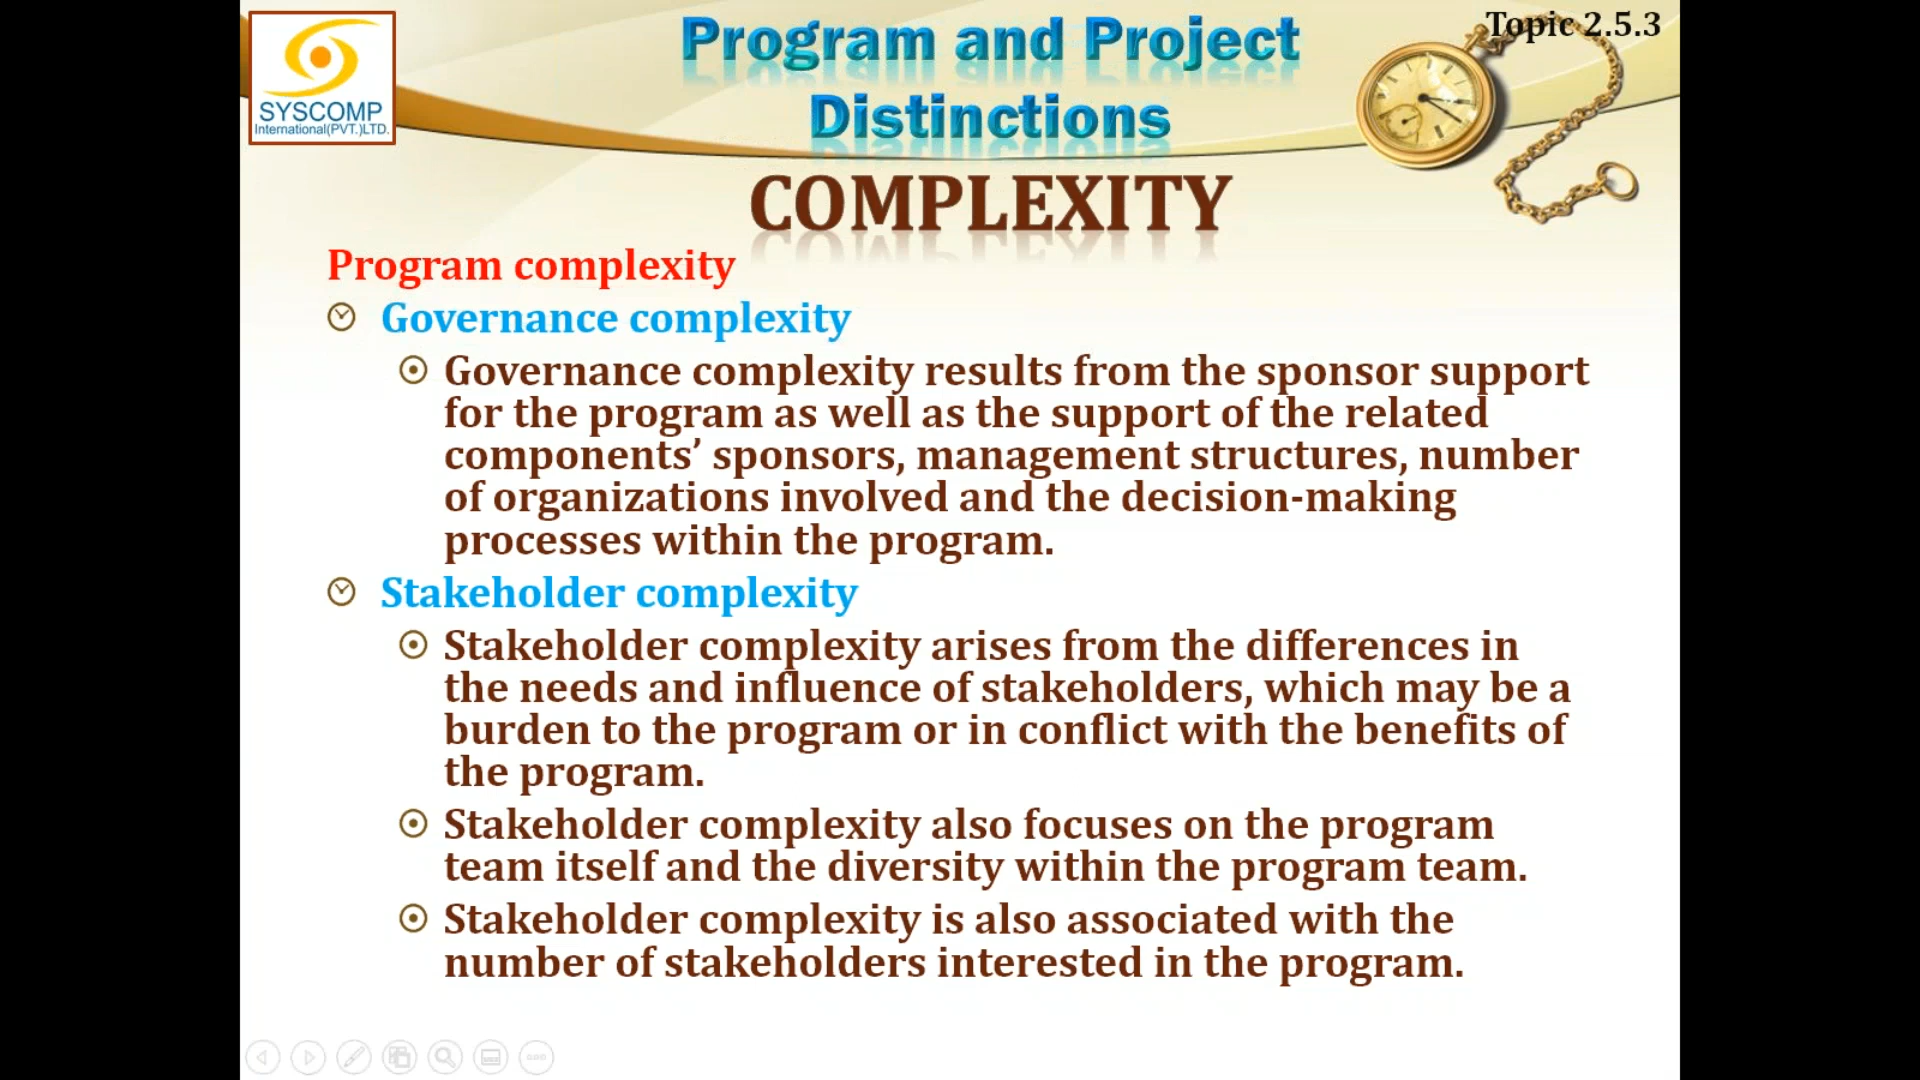 Topic 2.5.3
SYSCOMP
International(PVT.)LTD.
Program and Project
Distinctions
COMPLEXITY
Program complexity
Governance complexity
Governance complexity results from the sponsor support
for the program as well as the support of the related
components’ sponsors, management structures, number
of organizations involved and the decision-making
processes within the program.
Stakeholder complexity
Stakeholder complexity arises from the differences in
the needs and influence of stakeholders, which may be a
burden to the program or in conflict with the benefits of
the program.
Stakeholder complexity also focuses on the program
team itself and the diversity within the program team.
Stakeholder complexity is also associated with the
number of stakeholders interested in the program.